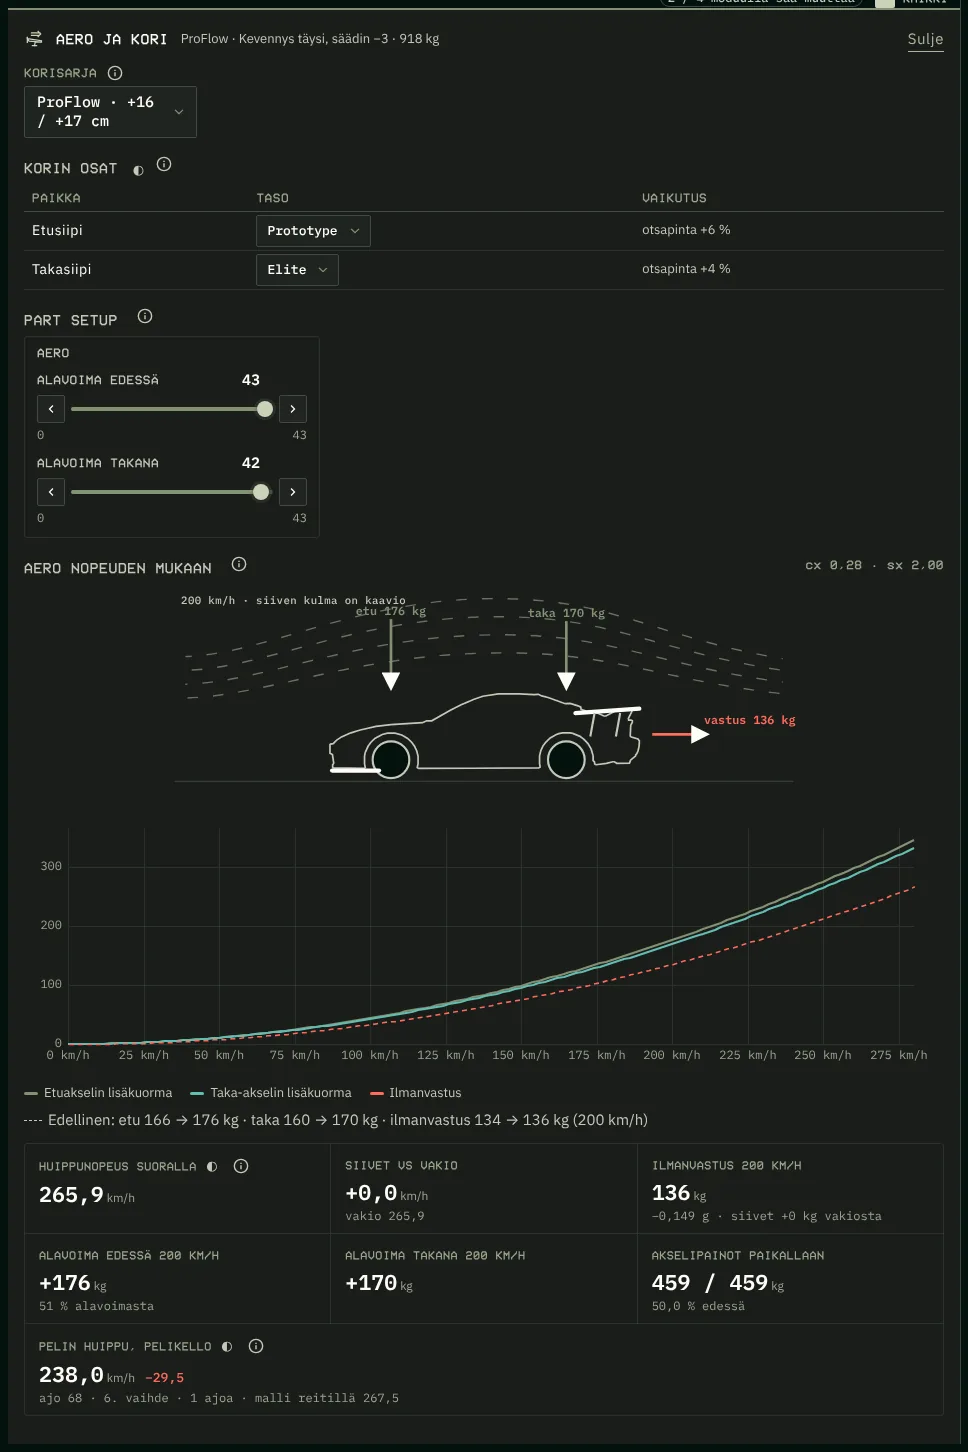 AERO JA KORI ProFlow · Kevennys täysi, säädin −3 · 918 kg Sulje
KORISARJA
ProFlow · +16
/ +17 cm
KORIN OSAT
PAIKKA TASO VAIKUTUS
Etusiipi Prototype otsapinta +6 %
Takasiipi Elite otsapinta +4 %
PART SETUP
AERO
ALAVOIMA EDESSÄ 43
0 43
ALAVOIMA TAKANA 42
0 43
AERO NOPEUDEN MUKAAN cx 0,28 · sx 2,00
200 km/h · siiven kulma on kaavio
etu 176 kg taka 170 kg
vastus 136 kg
300
200
100
0
0 km/h 25 km/h 50 km/h 75 km/h 100 km/h 125 km/h 150 km/h 175 km/h 200 km/h 225 km/h 250 km/h 275 km/h
Etuakselin lisäkuorma Taka-akselin lisäkuorma Ilmanvastus
Edellinen: etu 166 → 176 kg · taka 160 → 170 kg · ilmanvastus 134 → 136 kg (200 km/h)
HUIPPUNOPEUS SUORALLA SIIVET VS VAKIO ILMANVASTUS 200 KM/H
265,9 km/h +0,0 km/h 136 kg
vakio 265,9 −0,149 g · siivet +0 kg vakiosta
ALAVOIMA EDESSÄ 200 KM/H ALAVOIMA TAKANA 200 KM/H AKSELIPAINOT PAIKALLAAN
+176 kg +170 kg 459 / 459 kg
51 % alavoimasta 50,0 % edessä
PELIN HUIPPU, PELIKELLO
238,0 km/h −29,5
ajo 68 · 6. vaihde · 1 ajoa · malli reitillä 267,5